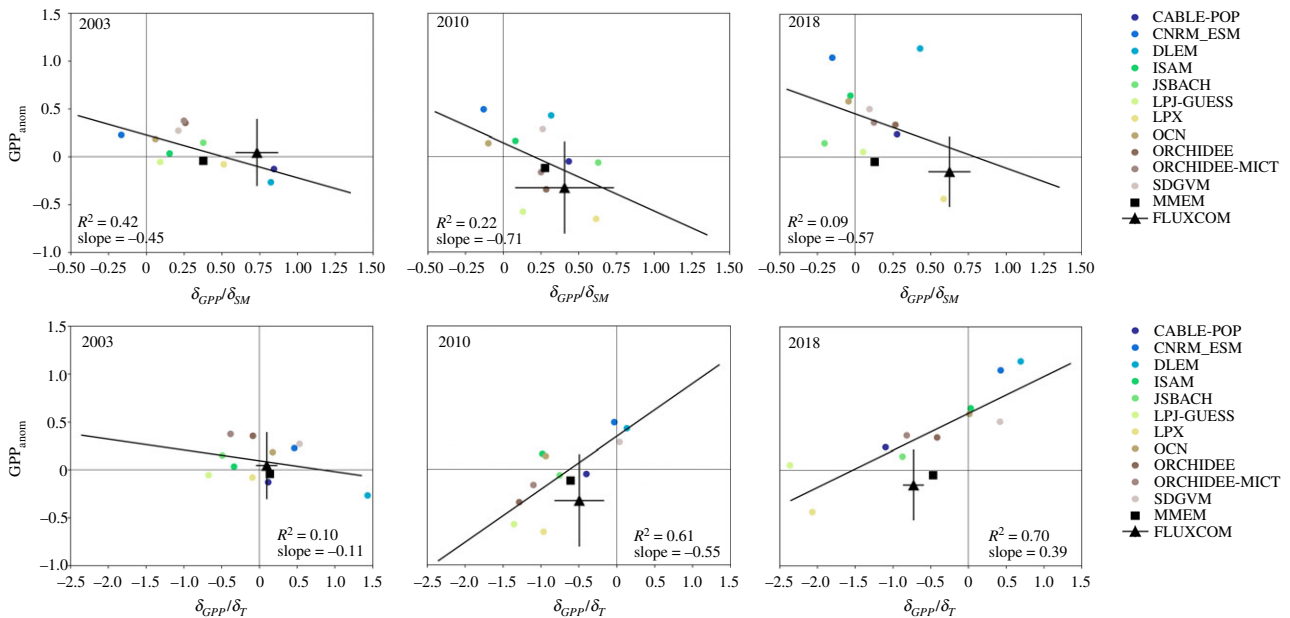 2003
2010
2018
1.5
1.0
0.5
0
−0.5
−1.0
GPPanom
R² = 0.42
slope = −0.45
R² = 0.22
slope = −0.71
R² = 0.09
slope = −0.57
−0.50 −0.25 0 0.25 0.50 0.75 1.00 1.25 1.50
−0.50 −0.25 0 0.25 0.50 0.75 1.00 1.25 1.50
−0.50 −0.25 0 0.25 0.50 0.75 1.00 1.25 1.50
δGPP/δSM
δGPP/δSM
δGPP/δSM
CABLE-POP
CNRM_ESM
DLEM
ISAM
JSBACH
LPJ-GUESS
LPX
OCN
ORCHIDEE
ORCHIDEE-MICT
SDGVM
MMEM
FLUXCOM
2003
2010
2018
1.5
1.0
0.5
0
−0.5
−1.0
GPPanom
R² = 0.10
slope = −0.11
R² = 0.61
slope = −0.55
R² = 0.70
slope = 0.39
−2.5 −2.0 −1.5 −1.0 −0.5 0 0.5 1.0 1.5
−2.5 −2.0 −1.5 −1.0 −0.5 0 0.5 1.0 1.5
−2.5 −2.0 −1.5 −1.0 −0.5 0 0.5 1.0 1.5
δGPP/δT
δGPP/δT
δGPP/δT
CABLE-POP
CNRM_ESM
DLEM
ISAM
JSBACH
LPJ-GUESS
LPX
OCN
ORCHIDEE
ORCHIDEE-MICT
SDGVM
MMEM
FLUXCOM